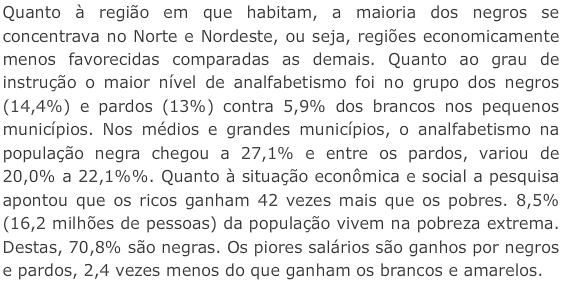 Quanto à região em que habitam, a maioria dos negros se
concentrava no Norte e Nordeste, ou seja, regiões economicamente
menos favorecidas comparadas as demais. Quanto ao grau de
instrução o maior nível de analfabetismo foi no grupo dos negros
(14,4%) e pardos (13%) contra 5,9% dos brancos nos pequenos
municípios. Nos médios e grandes municípios, o analfabetismo na
população negra chegou a 27,1% e entre os pardos, variou de
20,0% a 22,1%%. Quanto à situação econômica e social a pesquisa
apontou que os ricos ganham 42 vezes mais que os pobres. 8,5%
(16,2 milhões de pessoas) da população vivem na pobreza extrema.
Destas, 70,8% são negras. Os piores salários são ganhos por negros
e pardos, 2,4 vezes menos do que ganham os brancos e amarelos.